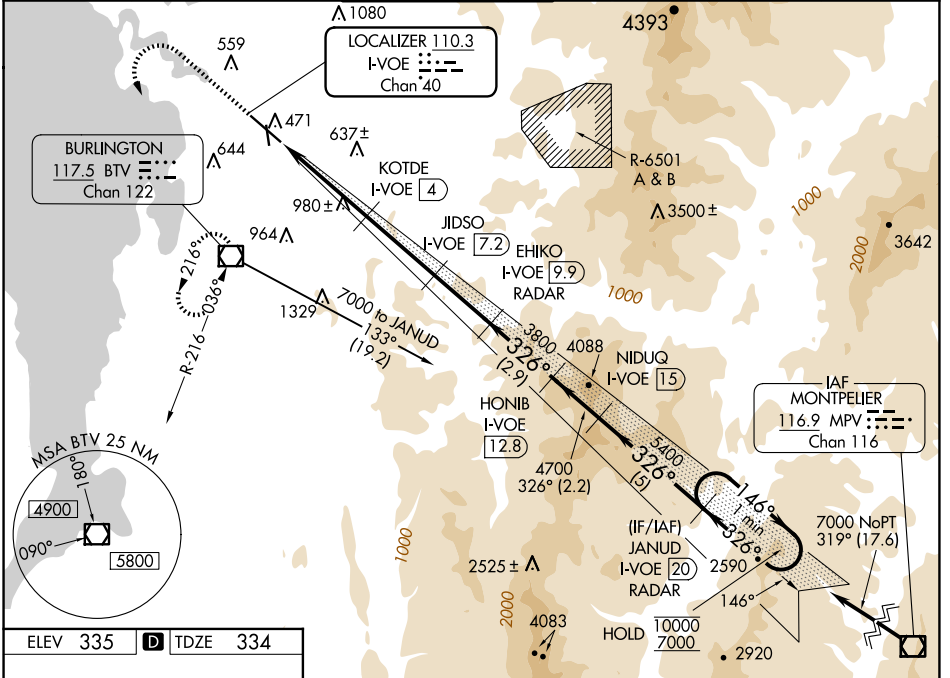 1080
4393
559
LOCALIZER 110.3
I-VOE
Chan 40
471
637±
644
BURLINGTON
117.5 BTV
Chan 122
KOTDE
I-VOE 4
R-6501
A & B
980±
JIDSO
I-VOE 7.2
3500±
1000
964
EHIKO
I-VOE 9.9
RADAR
3642
2000
216°
036°
R-216
1329
7000 to JANUD
133°
(19.2)
1000
3800
326°
(2.9)
4088
NIDUQ
I-VOE 15
HONIB
I-VOE
12.8
IAF
MONTPELIER
116.9 MPV
Chan 116
MSA BTV 25 NM
180°
4900
090°
5800
4700
326° (2.2)
5400
326°
(5)
146°
1 min
326°
7000 NoPT
319° (17.6)
(IF/IAF)
JANUD
I-VOE 20
RADAR
2590
146°
1000
2525±
2000
4083
HOLD 10000
7000
2920
ELEV 335 D TDZE 334